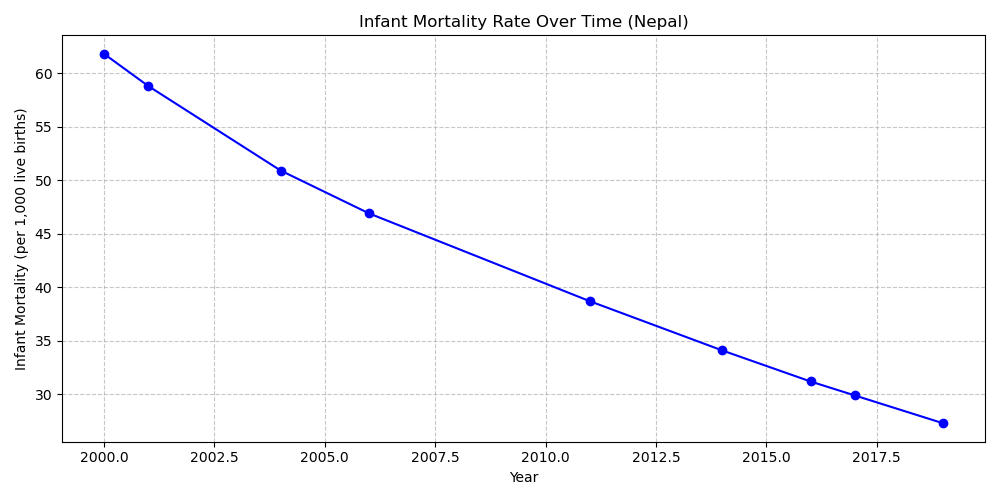 Infant Mortality Rate Over Time (Nepal)
Infant Mortality (per 1,000 live births)
60
55
50
45
40
35
30
2000.0 2002.5 2005.0 2007.5 2010.0 2012.5 2015.0 2017.5
Year